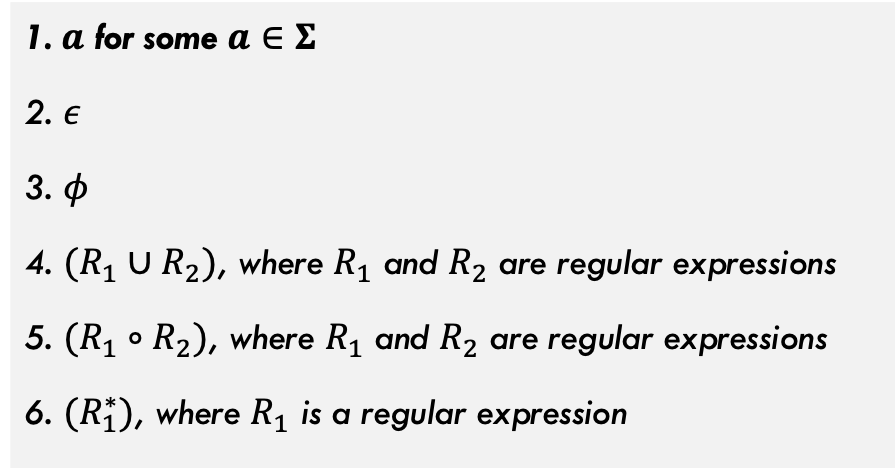 1. a for some a ∈ Σ
2. ϵ
3. ϕ
4. (R₁ ∪ R₂), where R₁ and R₂ are regular expressions
5. (R₁ ∘ R₂), where R₁ and R₂ are regular expressions
6. (R₁*), where R₁ is a regular expression